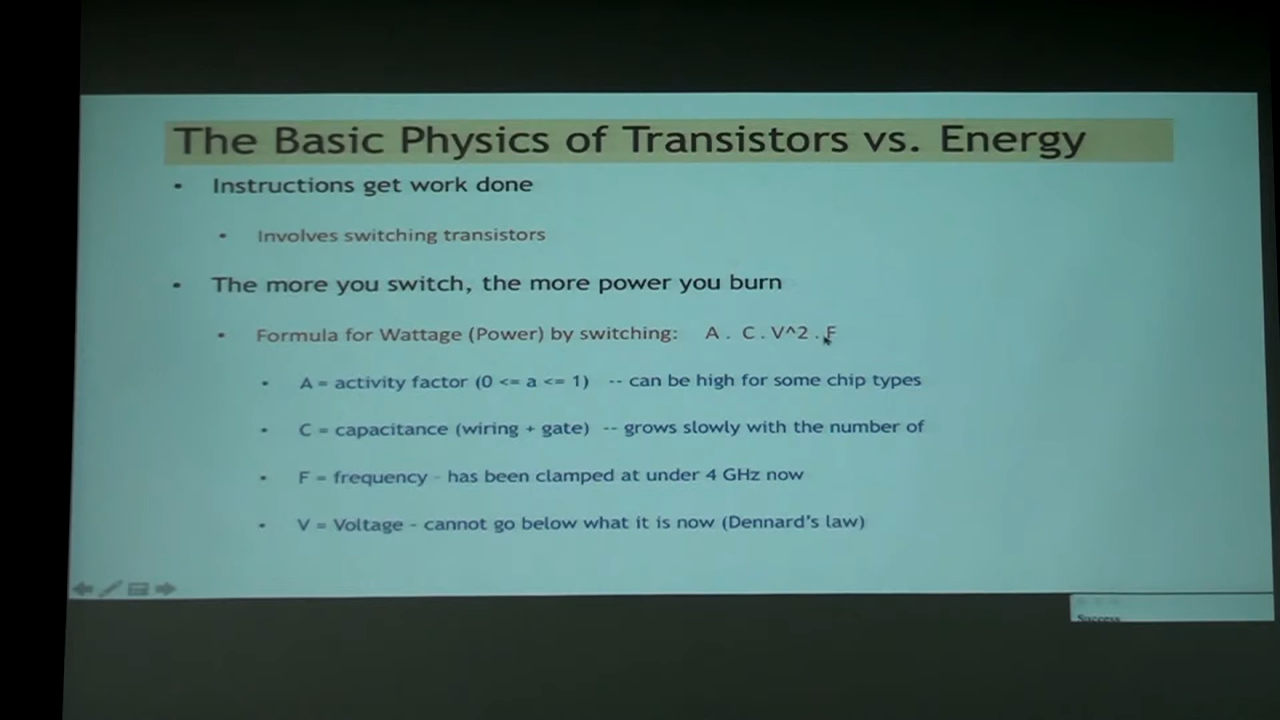 The Basic Physics of Transistors vs. Energy
• Instructions get work done
• Involves switching transistors
• The more you switch, the more power you burn
• Formula for Wattage (Power) by switching: A . C . V^2 . F
• A = activity factor (0 <= a <= 1) -- can be high for some chip types
• C = capacitance (wiring + gate) -- grows slowly with the number of
• F = frequency - has been clamped at under 4 GHz now
• V = Voltage - cannot go below what it is now (Dennard's law)
Success